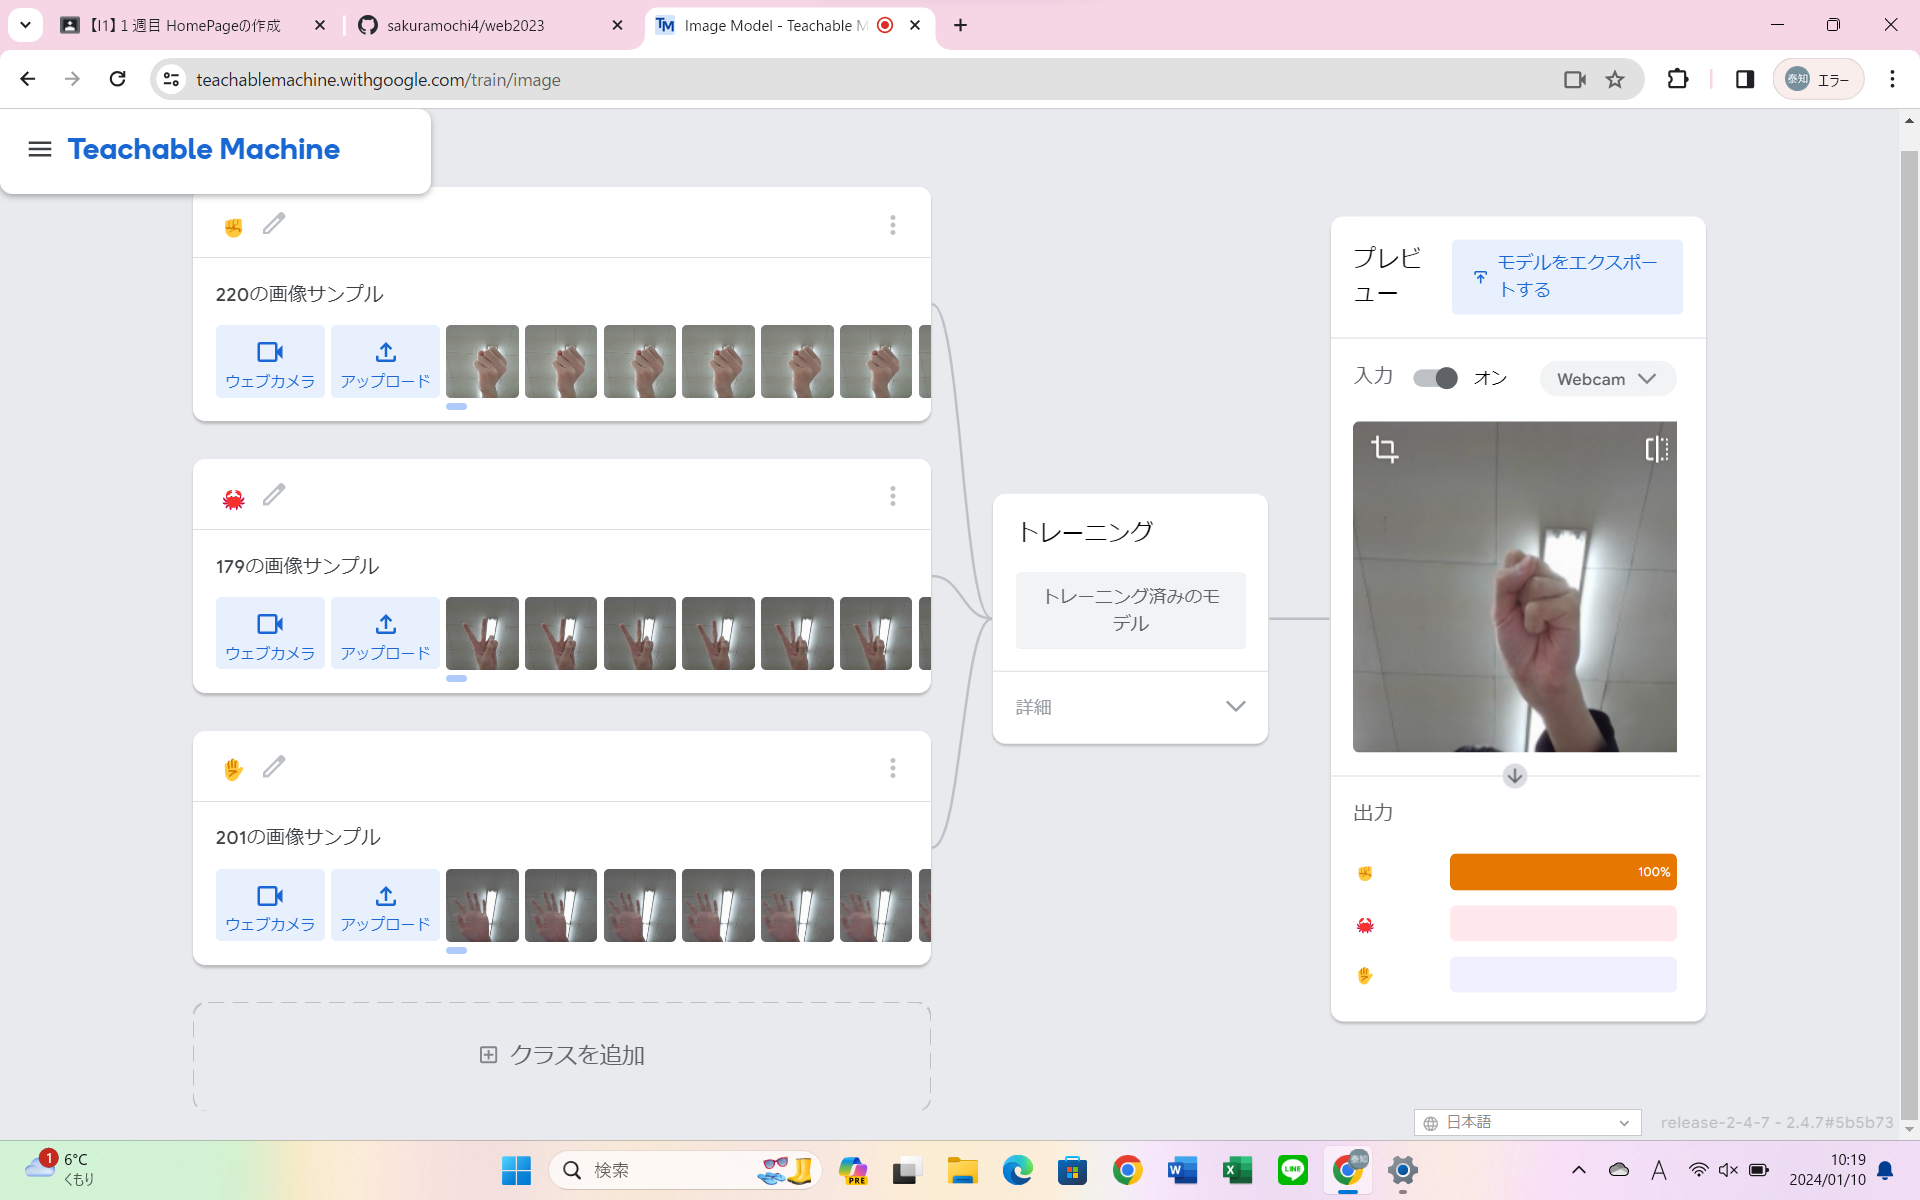 【I1】1 週目 HomePageの作成
sakuramochi4/web2023
TM Image Model - Teachable M
teachablemachine.withgoogle.com/train/image
泰知 エラー
Teachable Machine
220の画像サンプル
ウェブカメラ アップロード
179の画像サンプル
ウェブカメラ アップロード
201の画像サンプル
ウェブカメラ アップロード
クラスを追加
トレーニング
トレーニング済みのモ
デル
詳細
プレビ
ュー
モデルをエクスポー
トする
入力 オン Webcam
出力
100%
日本語
release-2-4-7 - 2.4.7#5b5b73
1
6°C
くもり
検索
PRE
W
X
LINE
泰知
A
10:19
2024/01/10